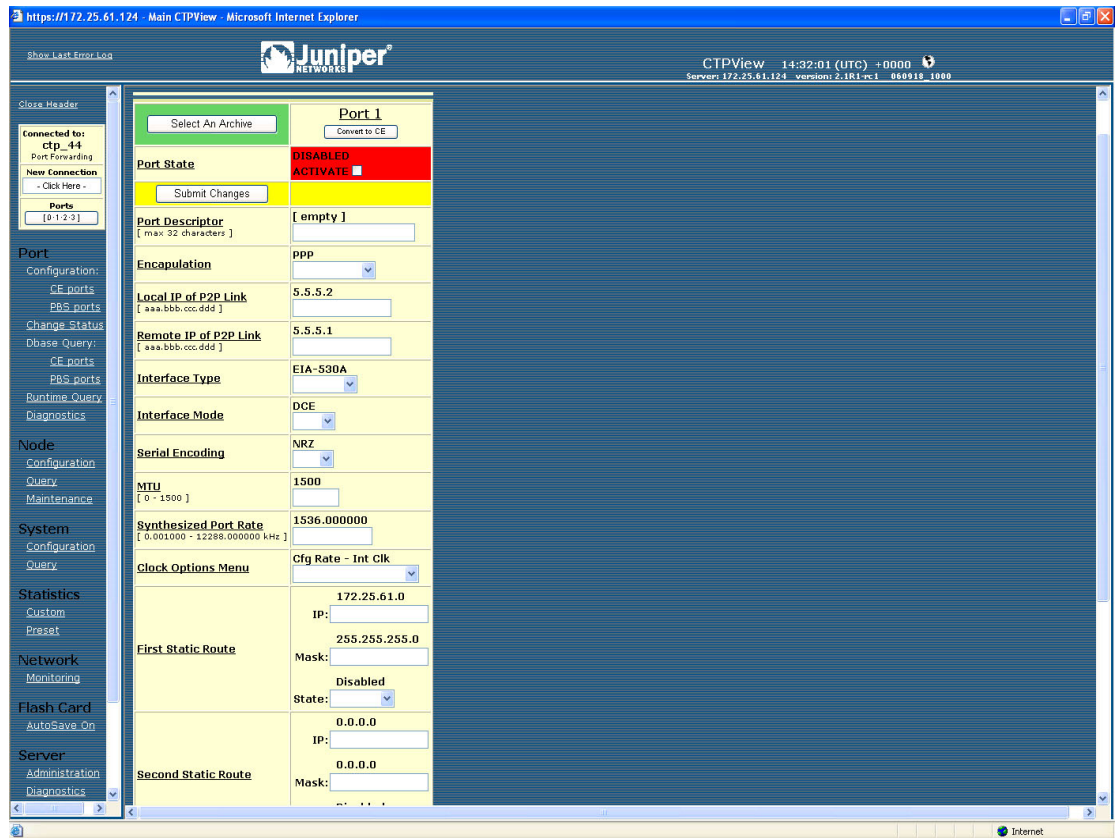 https://172.25.61.124 - Main CTPView - Microsoft Internet Explorer
Show Last Error Log
Juniper®
NETWORKS
CTPView 14:32:01 (UTC) +0000
Server: 172.25.61.124 version: 2.1R1-rc1 060918_1000
Close Header
Connected to:
ctp_44
Port Forwarding
New Connection
- Click Here -
Ports
[0·1·2·3]
Port
Configuration:
CE ports
PBS ports
Change Status
Dbase Query:
CE ports
PBS ports
Runtime Query
Diagnostics
Node
Configuration
Query
Maintenance
System
Configuration
Query
Statistics
Custom
Preset
Network
Monitoring
Flash Card
AutoSave On
Server
Administration
Diagnostics
Select An Archive
Port 1
Convert to CE
Port State
DISABLED
ACTIVATE
Submit Changes
Port Descriptor
[ max 32 characters ]
[ empty ]
Encapulation
PPP
Local IP of P2P Link
[ aaa.bbb.ccc.ddd ]
5.5.5.2
Remote IP of P2P Link
[ aaa.bbb.ccc.ddd ]
5.5.5.1
Interface Type
EIA-530A
Interface Mode
DCE
Serial Encoding
NRZ
MTU
[ 0 - 1500 ]
1500
Synthesized Port Rate
[ 0.001000 - 12288.000000 kHz ]
1536.000000
Clock Options Menu
Cfg Rate - Int Clk
First Static Route
172.25.61.0
IP:
255.255.255.0
Mask:
Disabled
State:
Second Static Route
0.0.0.0
IP:
0.0.0.0
Mask:
Internet